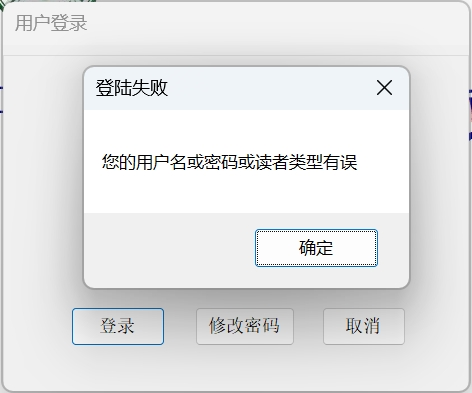 用户登录
登陆失败
您的用户名或密码或读者类型有误
确定
登录
修改密码
取消